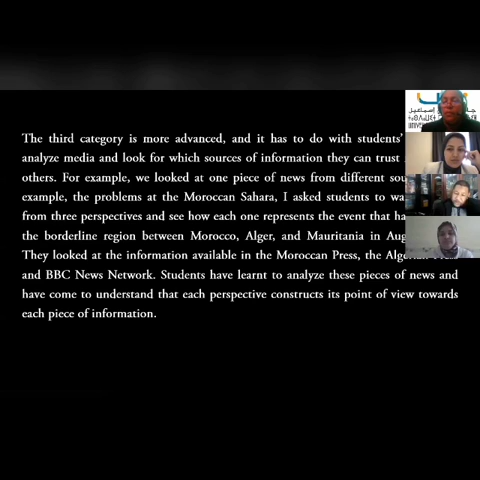 The third category is more advanced, and it has to do with students'
analyze media and look for which sources of information they can trust
others. For example, we looked at one piece of news from different sou
example, the problems at the Moroccan Sahara, I asked students to wa
from three perspectives and see how each one represents the event that ha
the borderline region between Morocco, Alger, and Mauritania in Aug
They looked at the information available in the Moroccan Press, the Alge
and BBC News Network. Students have learnt to analyze these pieces of news and
have come to understand that each perspective constructs its point of view towards
each piece of information.